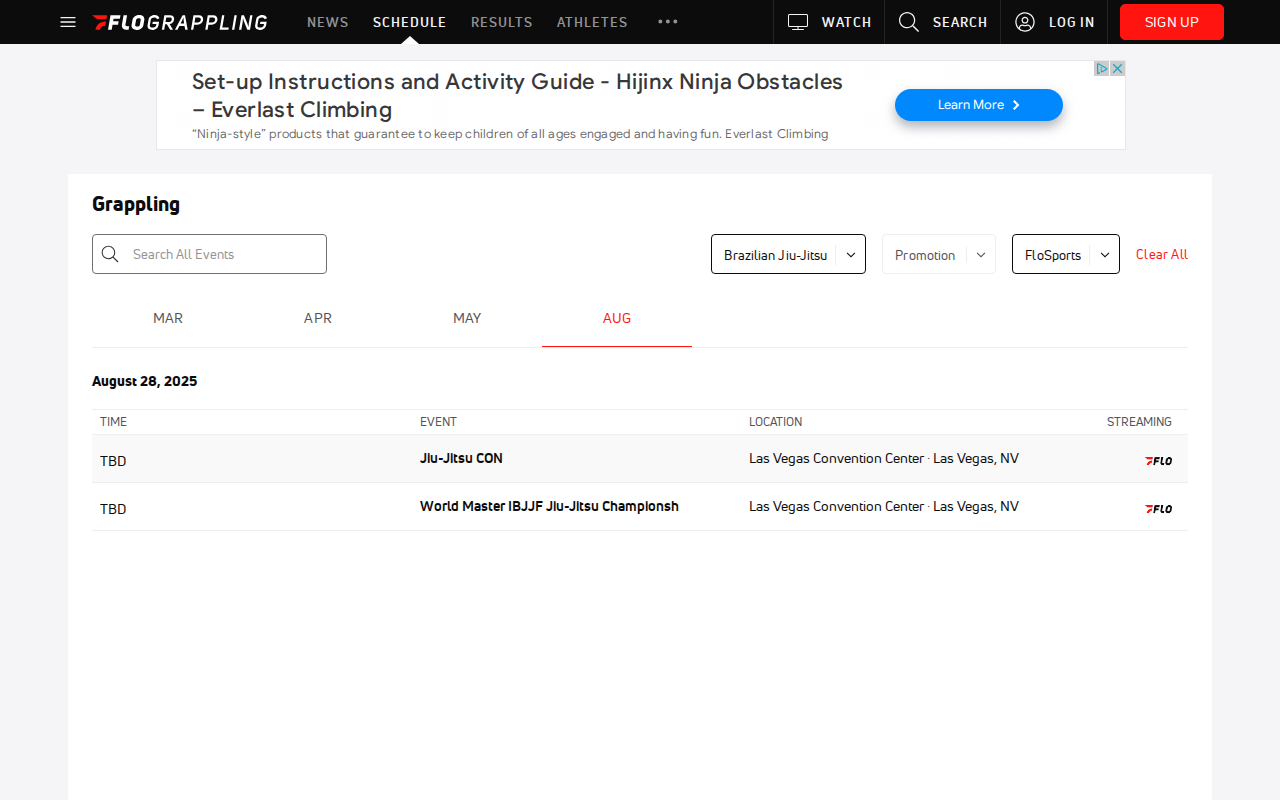 FLOGRAPPLING NEWS SCHEDULE RESULTS ATHLETES WATCH SEARCH LOG IN SIGN UP
Set-up Instructions and Activity Guide - Hijinx Ninja Obstacles
– Everlast Climbing
Learn More
“Ninja-style” products that guarantee to keep children of all ages engaged and having fun. Everlast Climbing
Grappling
Search All Events Brazilian Jiu-Jitsu Promotion FloSports Clear All
MAR APR MAY AUG
August 28, 2025
TIME EVENT LOCATION STREAMING
TBD Jiu-Jitsu CON Las Vegas Convention Center · Las Vegas, NV FLO
TBD World Master IBJJF Jiu-Jitsu Championsh Las Vegas Convention Center · Las Vegas, NV FLO